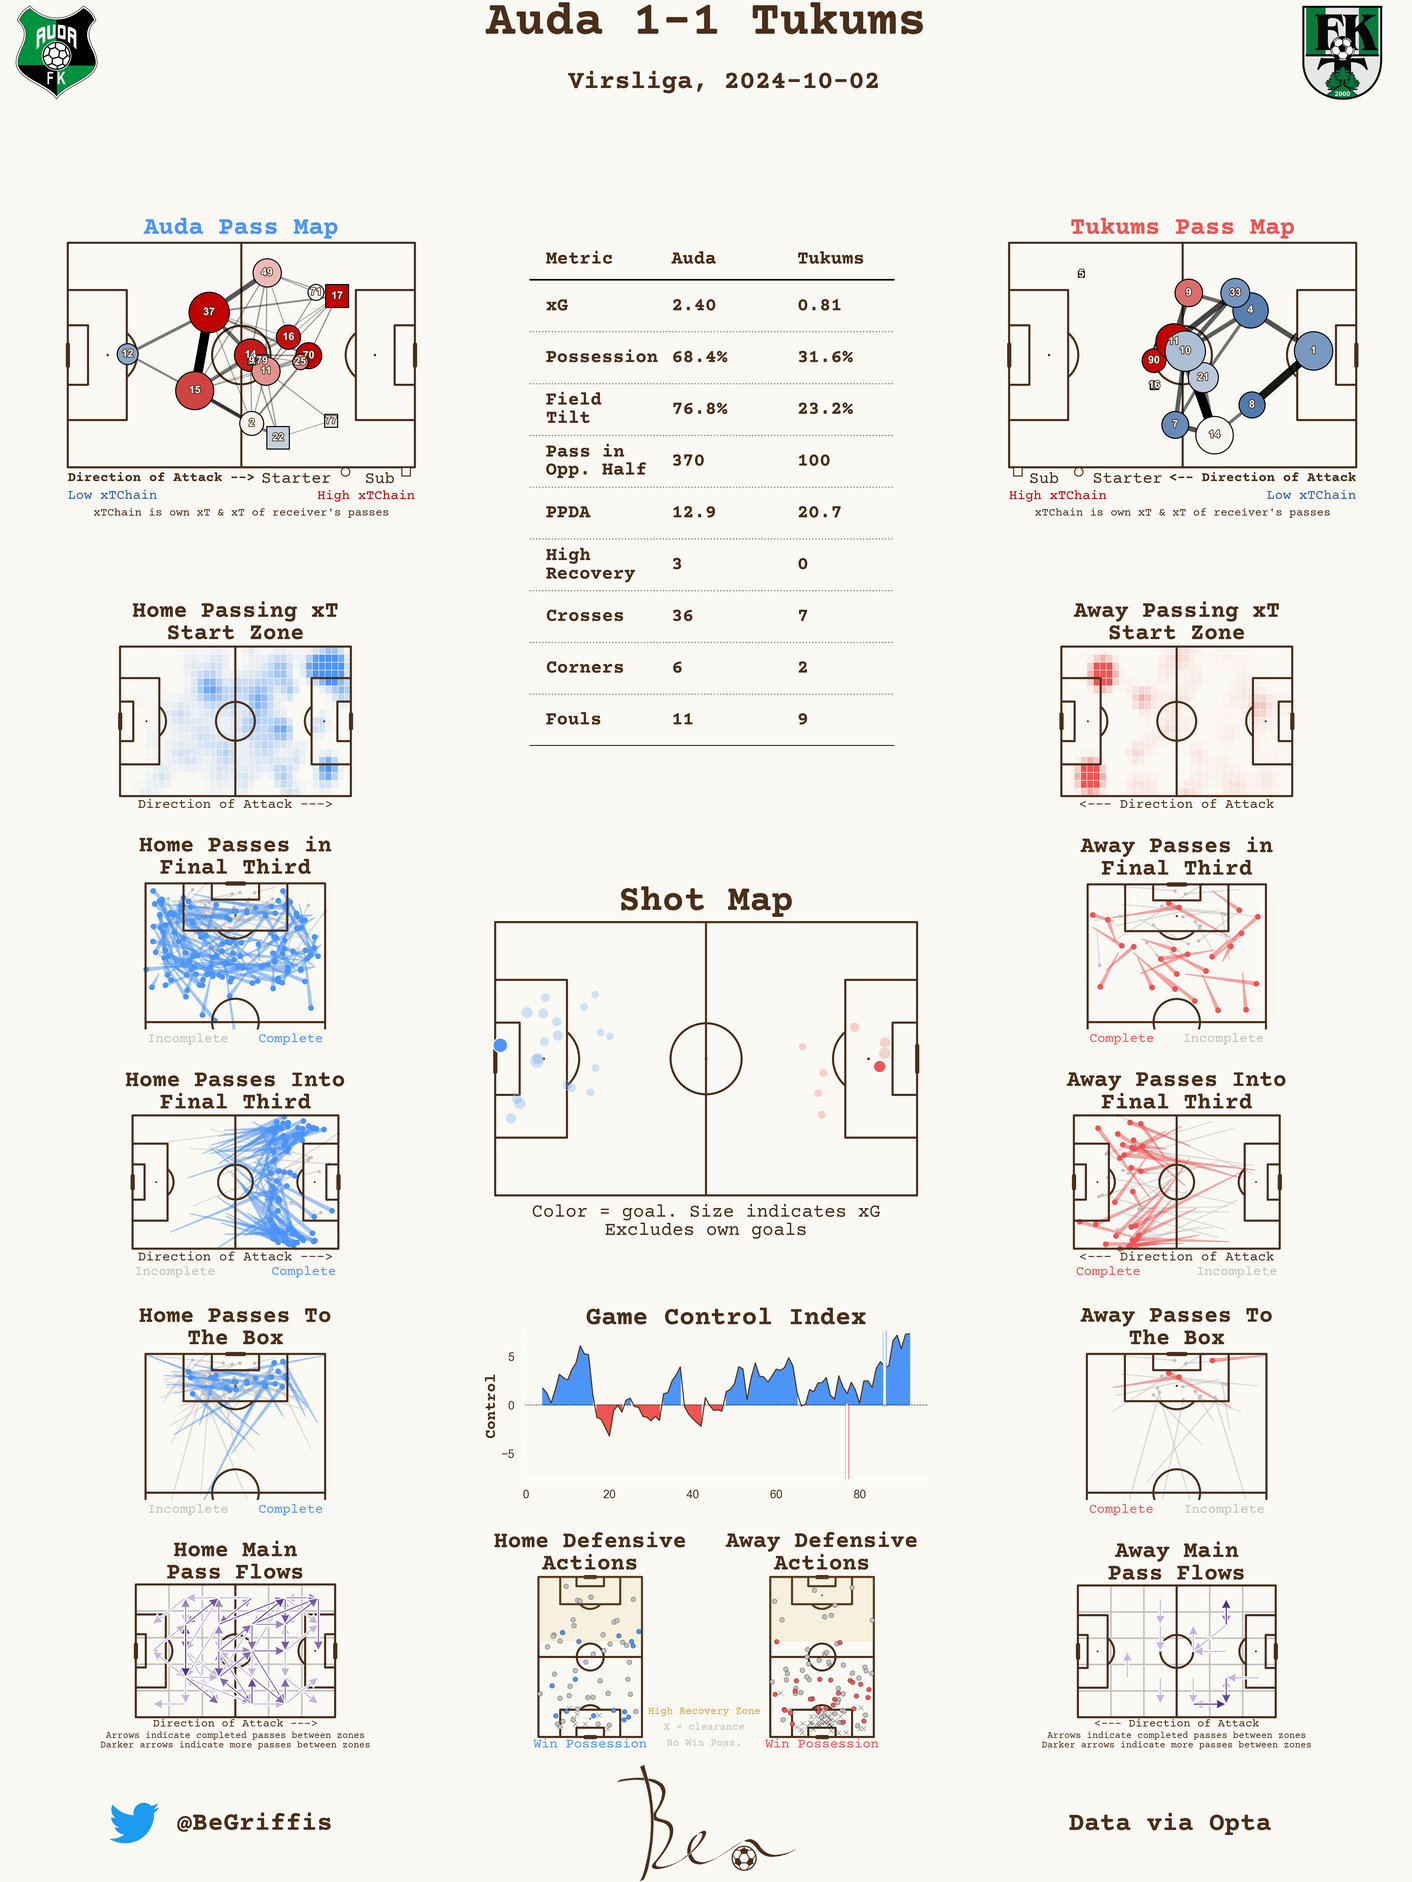 Auda 1-1 Tukums
Virsliga, 2024-10-02
AUDA
FK
FK
2000
Auda Pass Map
49
71
17
37
16
12
14
70
25
11
15
2
22
77
Direction of Attack --> Starter Sub
Low xTChain High xTChain
xTChain is own xT & xT of receiver's passes
Metric Auda Tukums
xG 2.40 0.81
Possession 68.4% 31.6%
Field
Tilt 76.8% 23.2%
Pass in
Opp. Half 370 100
PPDA 12.9 20.7
High
Recovery 3 0
Crosses 36 7
Corners 6 2
Fouls 11 9
Tukums Pass Map
5
9
33
4
11
10
1
90
21
16
8
7
14
Sub Starter <-- Direction of Attack
High xTChain Low xTChain
xTChain is own xT & xT of receiver's passes
Home Passing xT
Start Zone
Direction of Attack --->
Away Passing xT
Start Zone
<--- Direction of Attack
Home Passes in
Final Third
Incomplete Complete
Away Passes in
Final Third
Complete Incomplete
Shot Map
Color = goal. Size indicates xG
Excludes own goals
Home Passes Into
Final Third
Direction of Attack --->
Incomplete Complete
Away Passes Into
Final Third
<--- Direction of Attack
Complete Incomplete
Home Passes To
The Box
Incomplete Complete
Game Control Index
Control
5
0
−5
0 20 40 60 80
Away Passes To
The Box
Complete Incomplete
Home Main
Pass Flows
Direction of Attack --->
Arrows indicate completed passes between zones
Darker arrows indicate more passes between zones
Home Defensive
Actions
Win Possession
High Recovery Zone
X = clearance
No Win Poss.
Away Defensive
Actions
Win Possession
Away Main
Pass Flows
<--- Direction of Attack
Arrows indicate completed passes between zones
Darker arrows indicate more passes between zones
@BeGriffis
Ben
Data via Opta